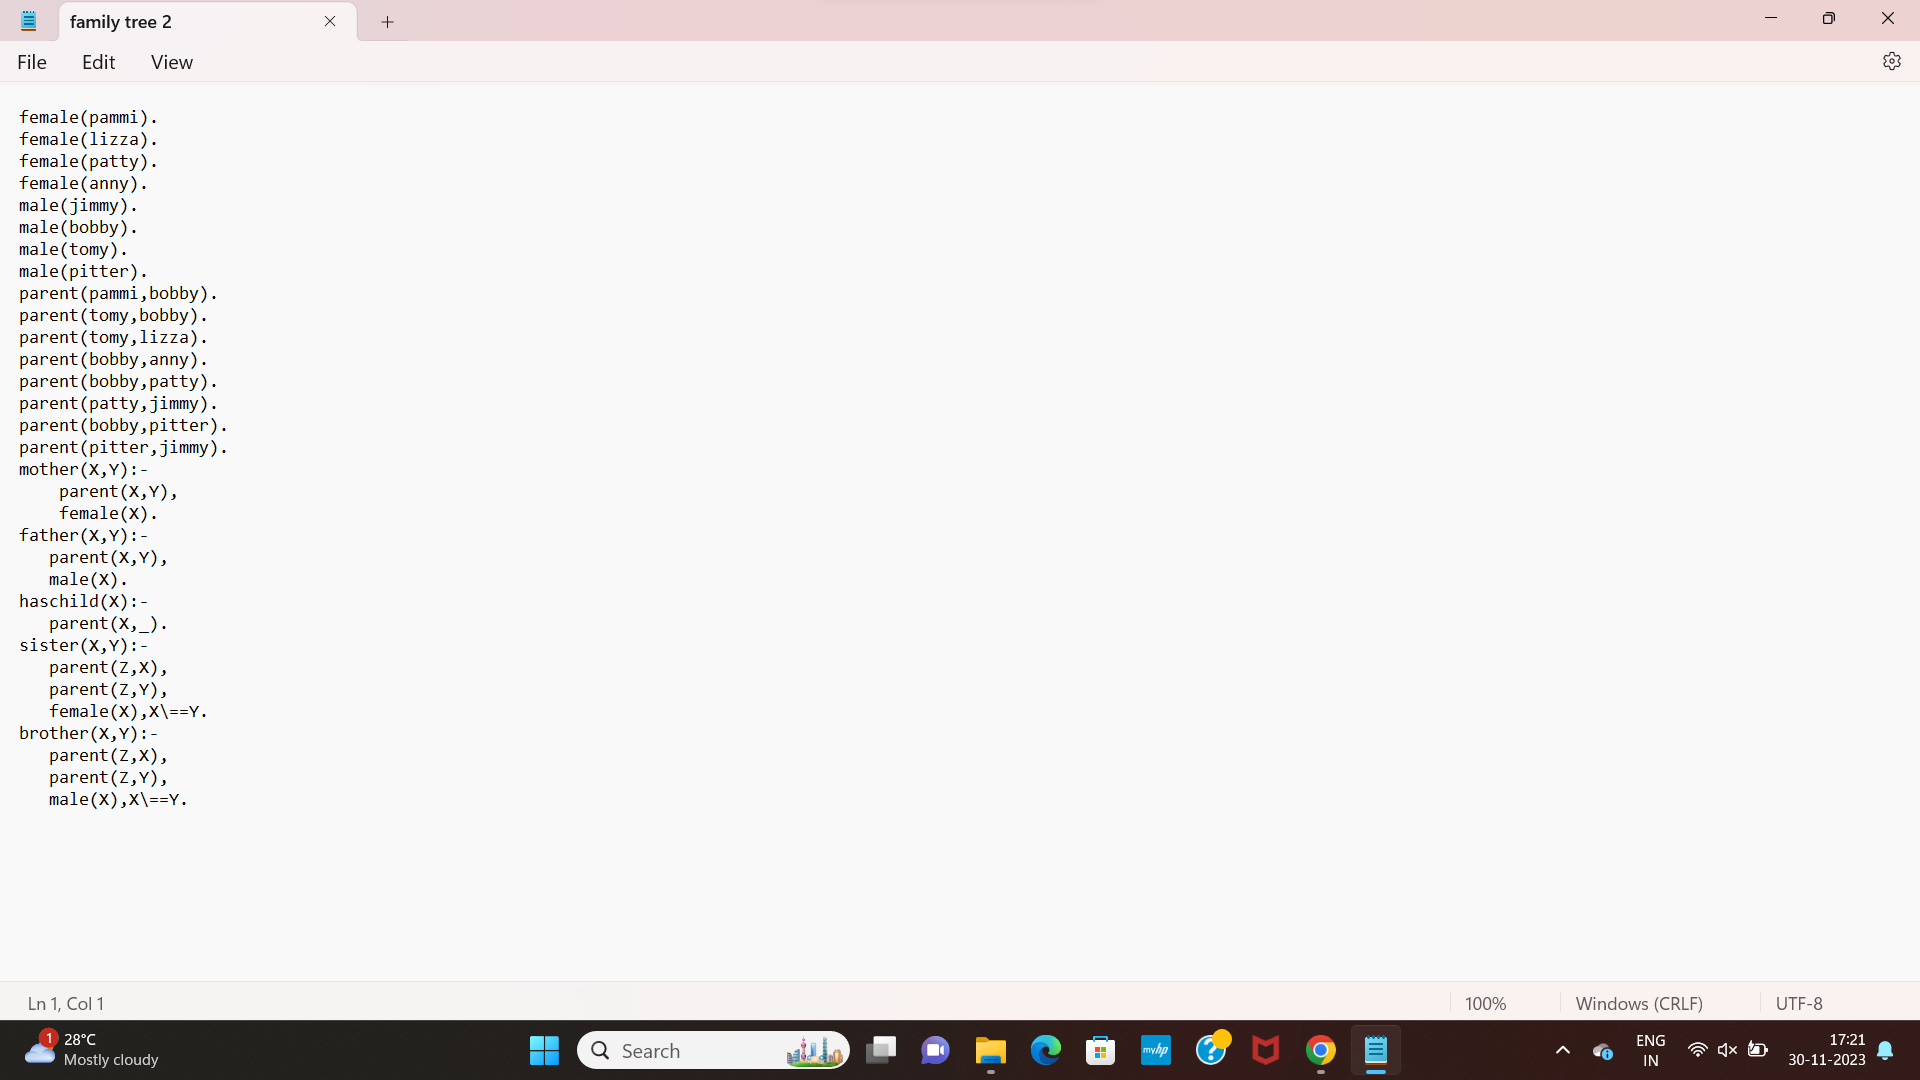 family tree 2
File Edit View
female(pammi).
female(lizza).
female(patty).
female(anny).
male(jimmy).
male(bobby).
male(tomy).
male(pitter).
parent(pammi,bobby).
parent(tomy,bobby).
parent(tomy,lizza).
parent(bobby,anny).
parent(bobby,patty).
parent(patty,jimmy).
parent(bobby,pitter).
parent(pitter,jimmy).
mother(X,Y):-
    parent(X,Y),
    female(X).
father(X,Y):-
   parent(X,Y),
   male(X).
haschild(X):-
   parent(X,_).
sister(X,Y):-
   parent(Z,X),
   parent(Z,Y),
   female(X),X\==Y.
brother(X,Y):-
   parent(Z,X),
   parent(Z,Y),
   male(X),X\==Y.
Ln 1, Col 1 100% Windows (CRLF) UTF-8
1 28°C
Mostly cloudy
Search
myhp
ENG
IN
17:21
30-11-2023